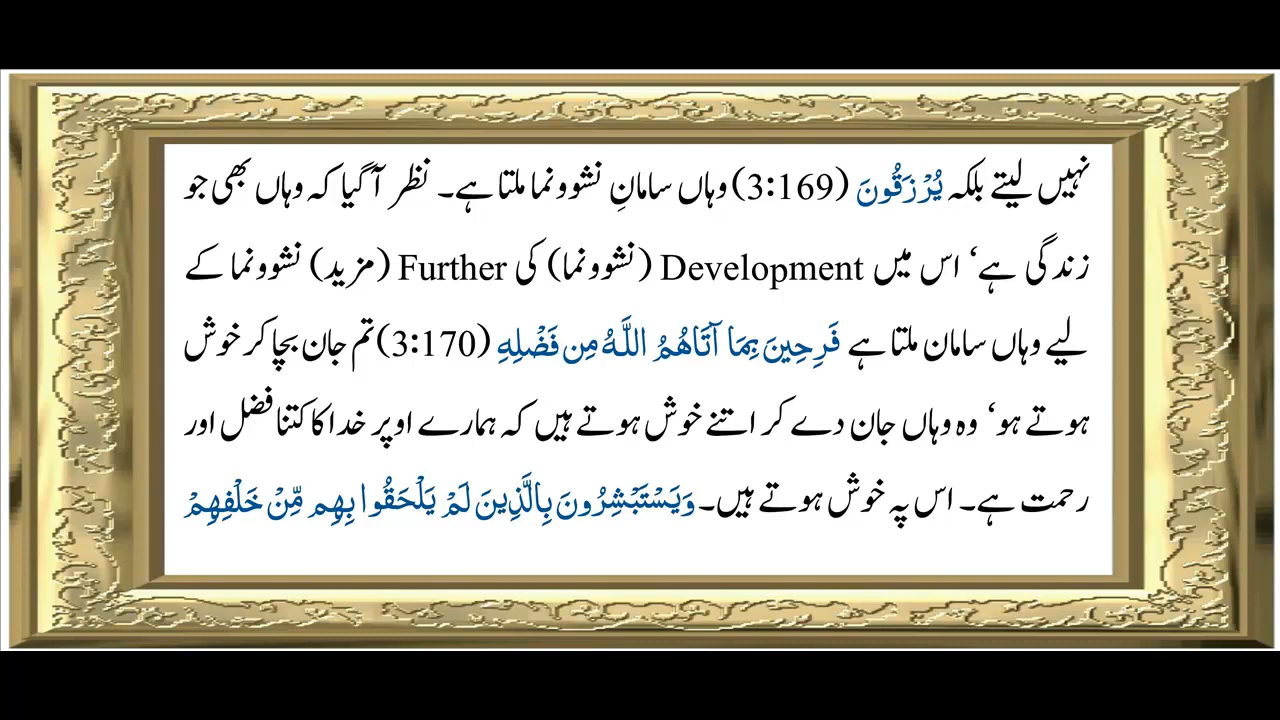 نہیں لیتے بلکہ یُرْزَقُونَ (3:169) وہاں سامانِ نشوونما ملتا ہے۔ نظر آ گیا کہ وہاں بھی جو
زندگی ہے‘ اس میں Development (نشوونما) کی Further (مزید) نشوونما کے
لیے وہاں سامان ملتا ہے فَرِحِينَ بِمَا آتَاهُمُ اللَّهُ مِن فَضْلِهِ (3:170) تم جان بچا کر خوش
ہوتے ہو‘ وہ وہاں جان دے کر اتنے خوش ہوتے ہیں کہ ہمارے اوپر خدا کا کتنا فضل اور
رحمت ہے۔ اس پہ خوش ہوتے ہیں۔ وَيَسْتَبْشِرُونَ بِالَّذِينَ لَمْ يَلْحَقُوا بِهِم مِّنْ خَلْفِهِمْ